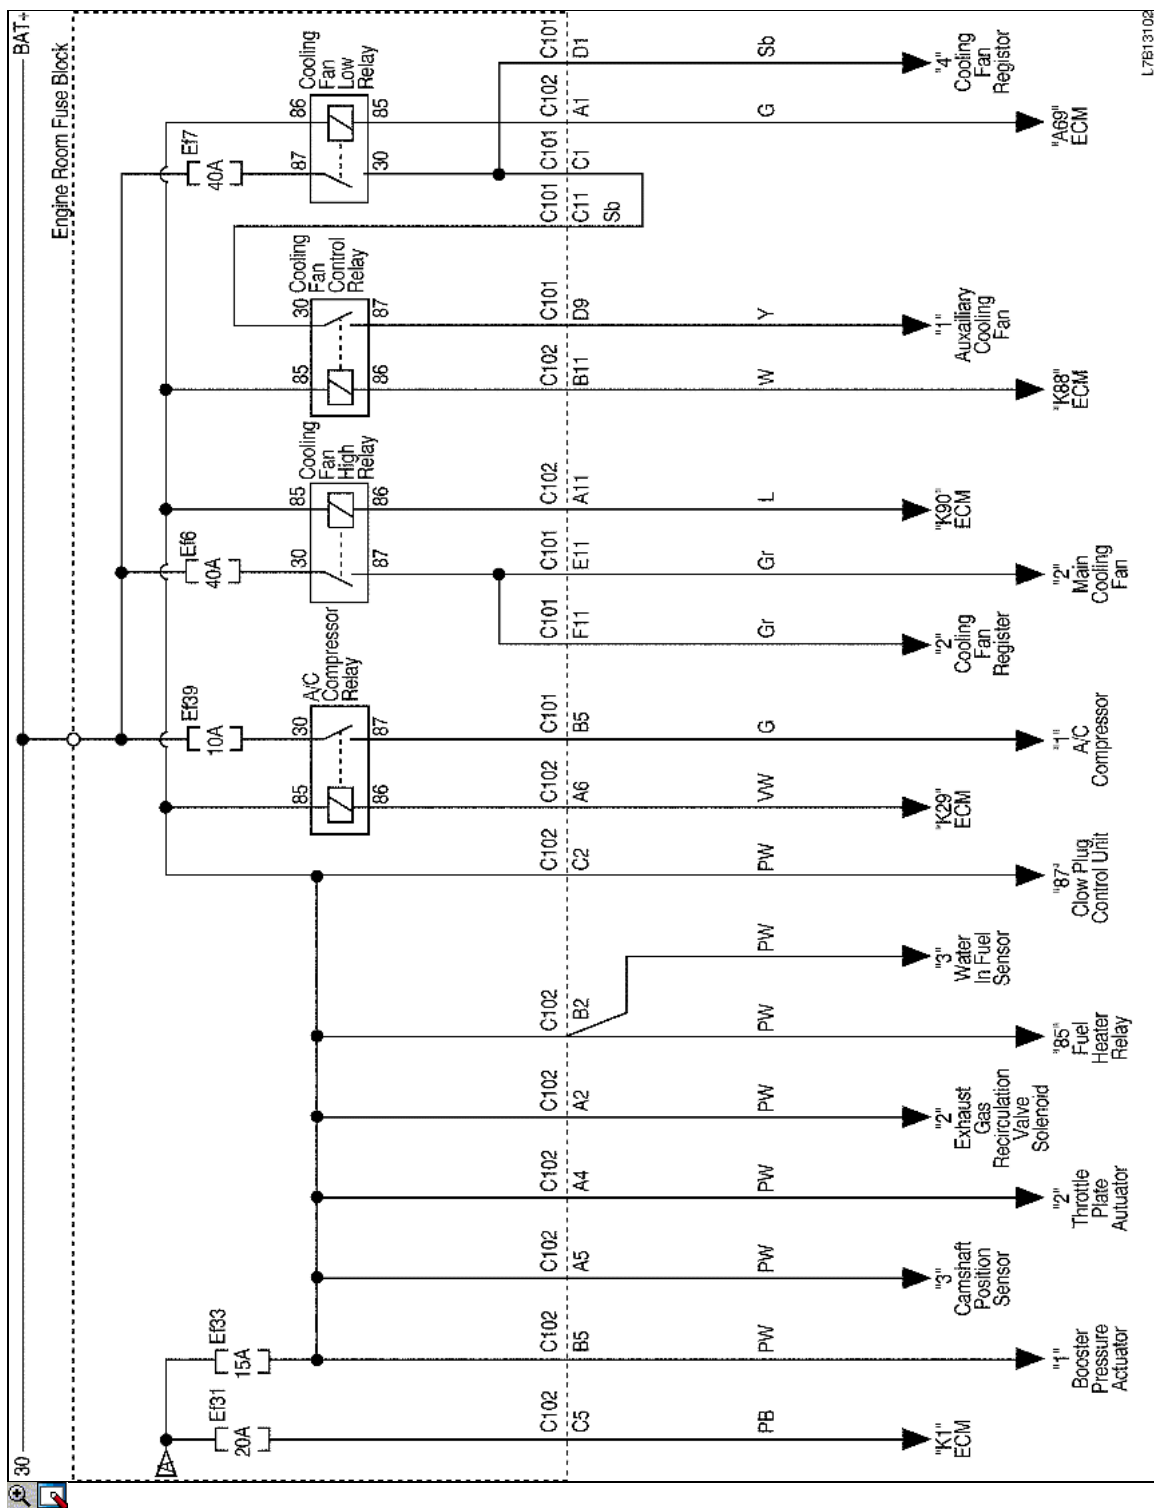 30
BAT+
Engine Room Fuse Block
A
Ef31
20A
Ef33
15A
Ef39
10A
Ef6
40A
Ef7
40A
85
30
A/C
Compressor
Relay
86
87
30
85
Cooling
Fan
High
Relay
87
86
85
30
Cooling
Fan
Control
Relay
86
87
87
86
Cooling
Fan
Low
Relay
30
85
C102
C5
C102
B5
C102
A5
C102
A4
C102
A2
C102
B2
C102
C2
C102
A6
C101
B5
C101
F11
C101
E11
C102
A11
C102
B11
C101
D9
C101
C11
Sb
C101
C1
C102
A1
C101
D1
PB
PW
PW
PW
PW
PW
PW
PW
VW
G
Gr
Gr
L
W
Y
G
Sb
"K1"
ECM
"1"
Booster
Pressure
Actuator
"3"
Camshaft
Position
Sensor
"2"
Throttle
Plate
Autuator
"2"
Exhaust
Gas
Recirculation
Valve
Solenoid
"85"
Fuel
Heater
Relay
"3"
Water
In Fuel
Sensor
"87"
Clow Plug
Control Unit
"K29"
ECM
"1"
A/C
Compressor
"2"
Cooling
Fan
Register
"2"
Main
Cooling
Fan
"K90"
ECM
"K88"
ECM
"1"
Auxailiary
Cooling
Fan
"A69"
ECM
"4"
Cooling
Fan
Registor
L7B13102